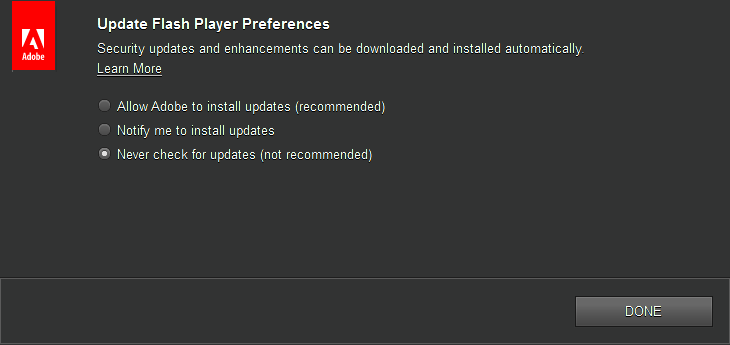 Adobe
Update Flash Player Preferences
Security updates and enhancements can be downloaded and installed automatically.
Learn More
Allow Adobe to install updates (recommended)
Notify me to install updates
Never check for updates (not recommended)
DONE